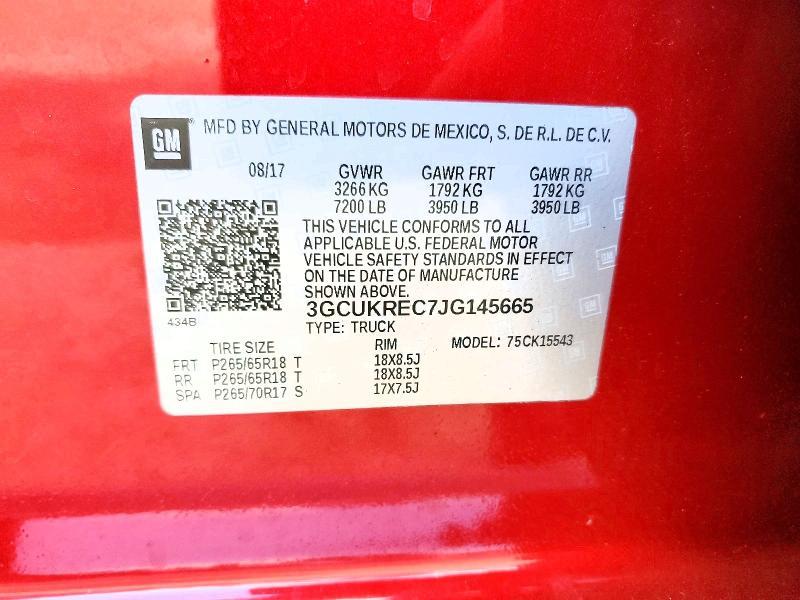 GM
MFD BY GENERAL MOTORS DE MEXICO, S. DE R.L. DE C.V.
08/17 GVWR GAWR FRT GAWR RR
3266 KG 1792 KG 1792 KG
7200 LB 3950 LB 3950 LB
THIS VEHICLE CONFORMS TO ALL
APPLICABLE U.S. FEDERAL MOTOR
VEHICLE SAFETY STANDARDS IN EFFECT
ON THE DATE OF MANUFACTURE
SHOWN ABOVE.
3GCUKREC7JG145665
434B
TYPE: TRUCK
TIRE SIZE RIM MODEL: 75CK15543
FRT P265/65R18 T 18X8.5J
RR P265/65R18 T 18X8.5J
SPA P265/70R17 S 17X7.5J